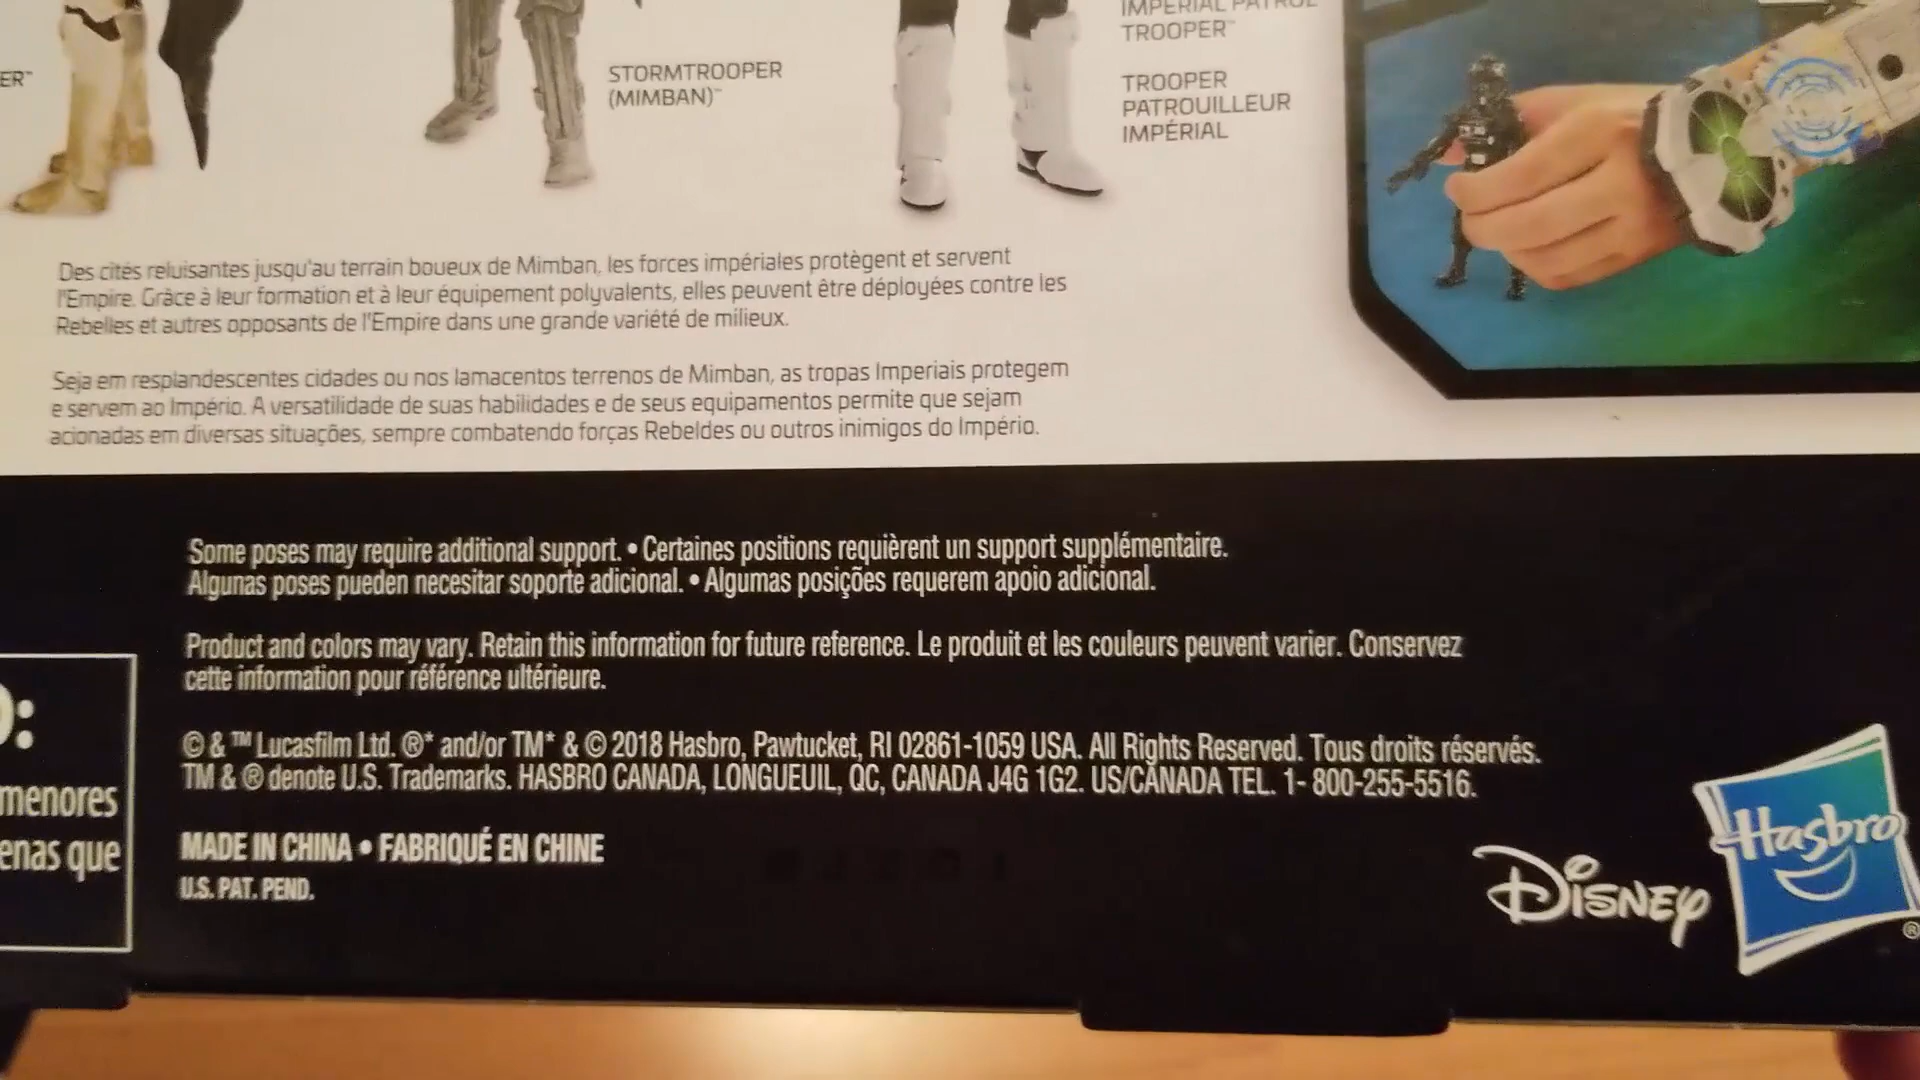 ER™
STORMTROOPER
(MIMBAN)™
IMPERIAL PATROL
TROOPER™
TROOPER
PATROUILLEUR
IMPÉRIAL
Des cités reluisantes jusqu'au terrain boueux de Mimban, les forces impériales protègent et servent
l'Empire. Grâce à leur formation et à leur équipement polyvalents, elles peuvent être déployées contre les
Rebelles et autres opposants de l'Empire dans une grande variété de milieux.
Seja em resplandescentes cidades ou nos lamacentos terrenos de Mimban, as tropas Imperiais protegem
e servem ao Império. A versatilidade de suas habilidades e de seus equipamentos permite que sejam
acionadas em diversas situações, sempre combatendo forças Rebeldes ou outros inimigos do Império.
Some poses may require additional support. • Certaines positions requièrent un support supplémentaire.
Algunas poses pueden necesitar soporte adicional. • Algumas posições requerem apoio adicional.
Product and colors may vary. Retain this information for future reference. Le produit et les couleurs peuvent varier. Conservez
cette information pour référence ultérieure.
© & ™ Lucasfilm Ltd. ®* and/or TM* & © 2018 Hasbro, Pawtucket, RI 02861-1059 USA. All Rights Reserved. Tous droits réservés.
TM & ® denote U.S. Trademarks. HASBRO CANADA, LONGUEUIL, QC, CANADA J4G 1G2. US/CANADA TEL. 1- 800-255-5516.
MADE IN CHINA • FABRIQUÉ EN CHINE
U.S. PAT. PEND.
O:
menores
enas que
Disney
Hasbro
®